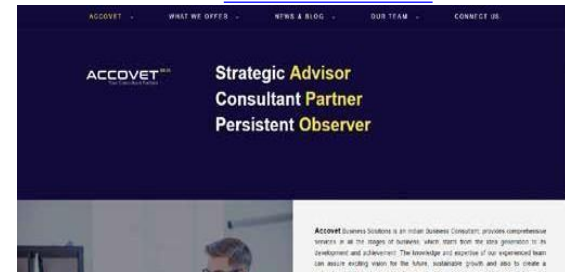 ACCOVET
WHAT WE OFFER
NEWS & BLOG
OUR TEAM
CONNECT US
ACCOVET
Your Consultant Partner
Strategic Advisor
Consultant Partner
Persistent Observer
Accovet Business Solutions is an Indian Business Consultant, provides comprehensive
services in all the stages of business, which starts from the idea generation to its
development and achievement. The knowledge and expertise of our experienced team
can assure exciting vision for the future, sustainable growth and also to create a